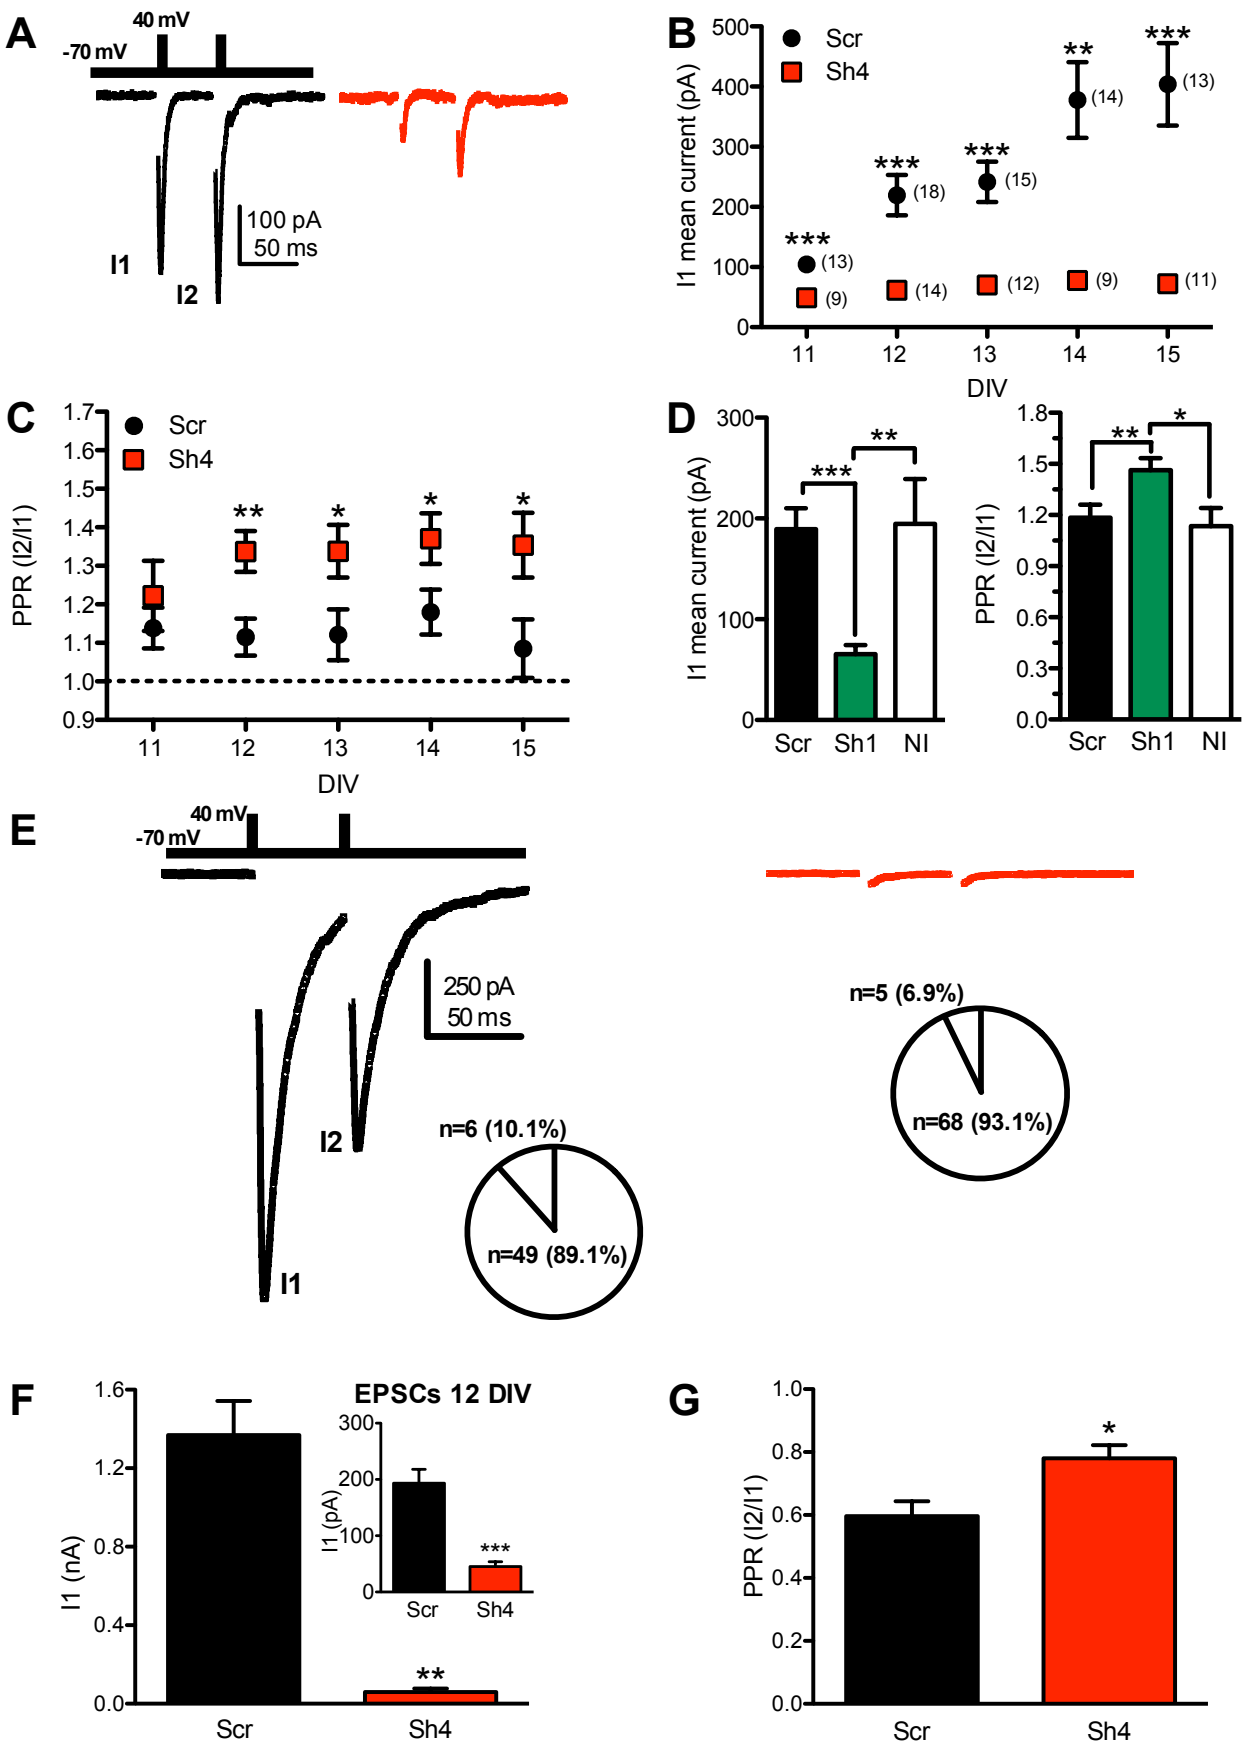 A
40 mV
-70 mV
I1
I2
100 pA
50 ms
B
Scr
Sh4
I1 mean current (pA)
500
400
300
200
100
0
***
***
***
**
***
(13)
(18)
(15)
(14)
(13)
(9)
(14)
(12)
(9)
(11)
11 12 13 14 15
DIV
C
Scr
Sh4
PPR (I2/I1)
1.7
1.6
1.5
1.4
1.3
1.2
1.1
1.0
0.9
** * * *
11 12 13 14 15
DIV
D
I1 mean current (pA)
300
200
100
0
***
**
Scr Sh1 NI
PPR (I2/I1)
1.8
1.5
1.2
0.9
0.6
0.3
0.0
**
*
Scr Sh1 NI
E
40 mV
-70 mV
I1
I2
250 pA
50 ms
n=6 (10.1%)
n=49 (89.1%)
n=5 (6.9%)
n=68 (93.1%)
F
I1 (nA)
1.6
1.2
0.8
0.4
0.0
**
Scr Sh4
EPSCs 12 DIV
I1 (pA)
300
200
100
0
***
Scr Sh4
G
PPR (I2/I1)
1.0
0.8
0.6
0.4
0.2
0.0
*
Scr Sh4